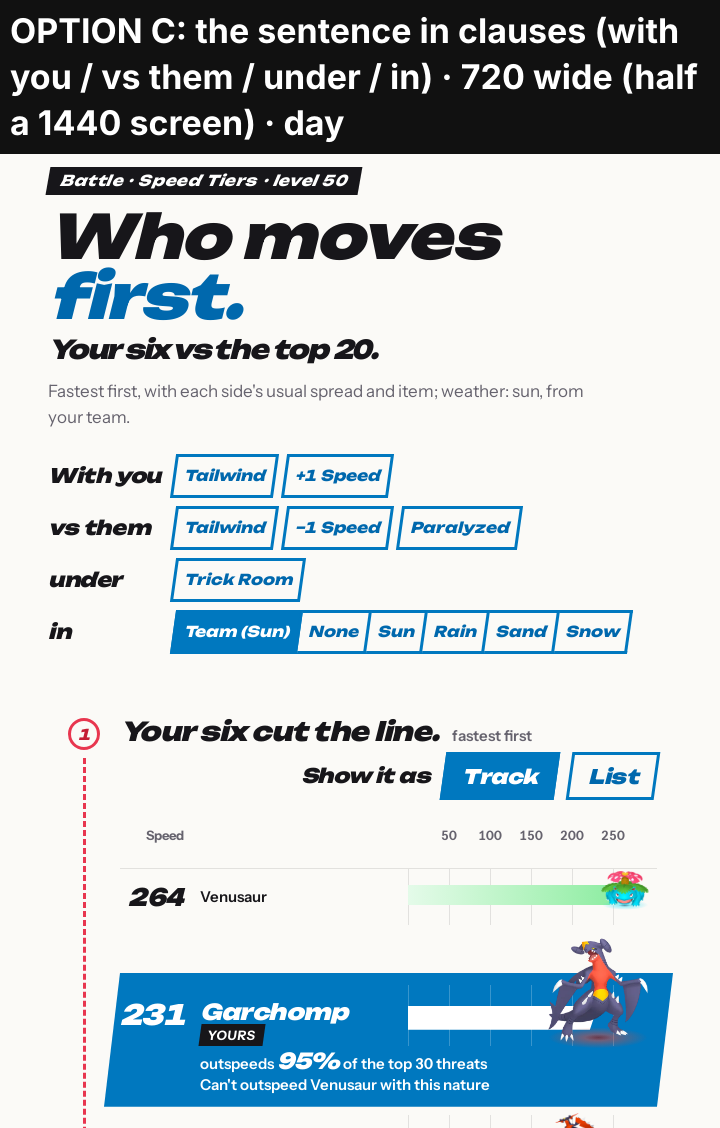 OPTION C: the sentence in clauses (with
you / vs them / under / in) · 720 wide (half
a 1440 screen) · day
Battle · Speed Tiers · level 50
Who moves
first.
Your six vs the top 20.
Fastest first, with each side's usual spread and item; weather: sun, from
your team.
With you Tailwind +1 Speed
vs them Tailwind −1 Speed Paralyzed
under Trick Room
in Team (Sun) None Sun Rain Sand Snow
1 Your six cut the line. fastest first
Show it as Track List
Speed 50 100 150 200 250
264 Venusaur
231 Garchomp
YOURS
outspeeds 95% of the top 30 threats
Can't outspeed Venusaur with this nature